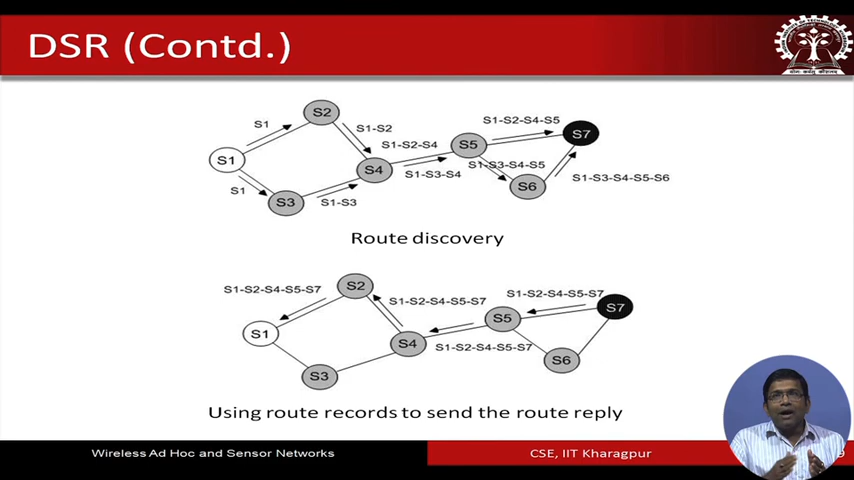 DSR (Contd.)
S2
S1
S1-S2
S1-S2-S4-S5
S7
S1-S2-S4
S5
S1
S4
S1-S3-S4-S5
S1-S3-S4
S6
S1-S3-S4-S5-S6
S1
S3
S1-S3
Route discovery
S1-S2-S4-S5-S7
S2
S1-S2-S4-S5-S7
S1-S2-S4-S5-S7
S7
S1
S5
S4
S1-S2-S4-S5-S7
S6
S3
Using route records to send the route reply
Wireless Ad Hoc and Sensor Networks
CSE, IIT Kharagpur
9